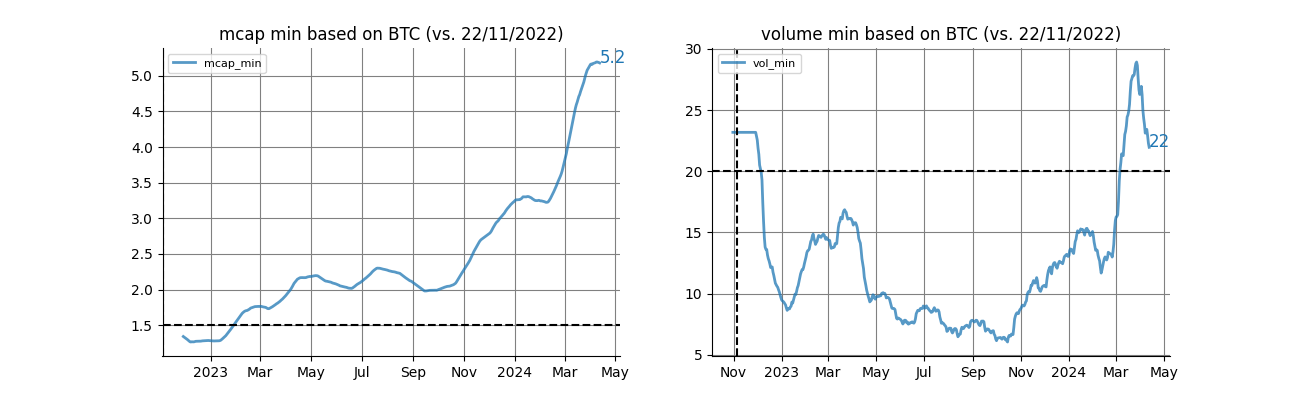 mcap min based on BTC (vs. 22/11/2022)
mcap_min
5.2
5.0
4.5
4.0
3.5
3.0
2.5
2.0
1.5
2023 Mar May Jul Sep Nov 2024 Mar May
volume min based on BTC (vs. 22/11/2022)
vol_min
22
30
25
20
15
10
5
Nov 2023 Mar May Jul Sep Nov 2024 Mar May